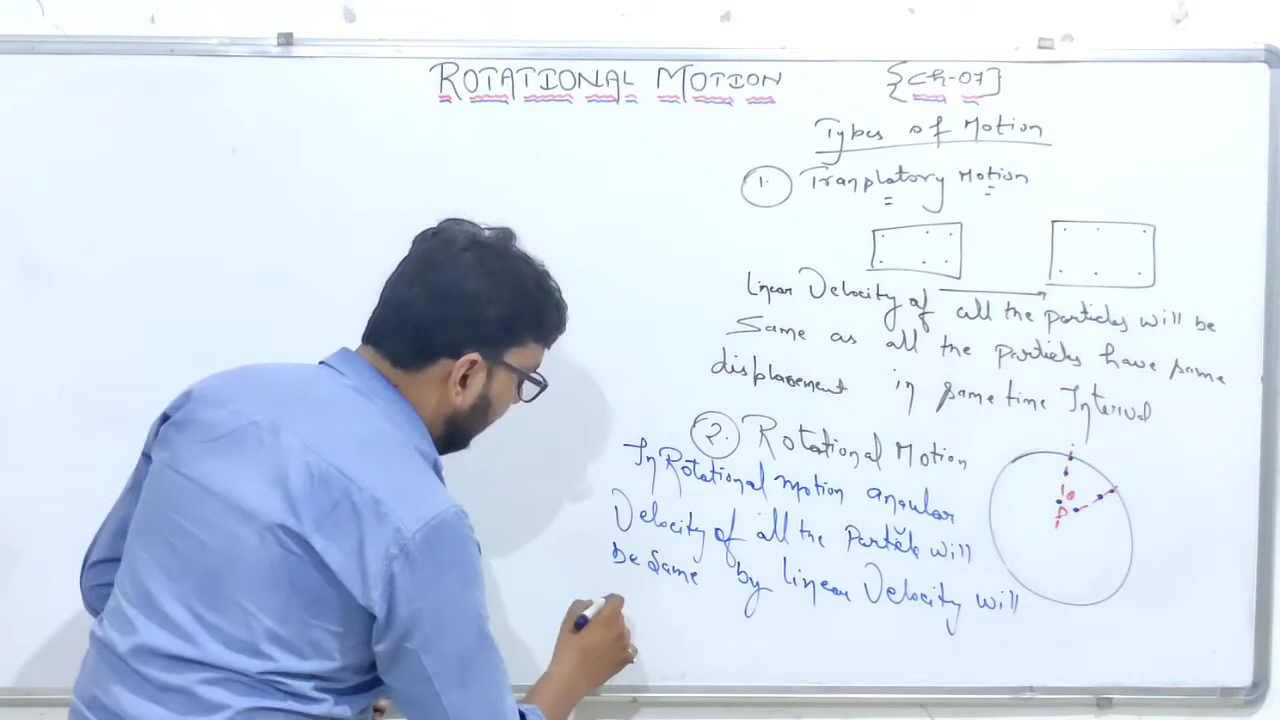 ROTATIONAL MOTION {Ch-07}
Types of Motion
1. Tranplatory Motion
Linear Velocity of all the particles will be
Same as all the particles have same
displacement in same time Interval
2. Rotational Motion
In Rotational motion angular
Velocity of all the Particle will
be same by linear Velocity will
θ